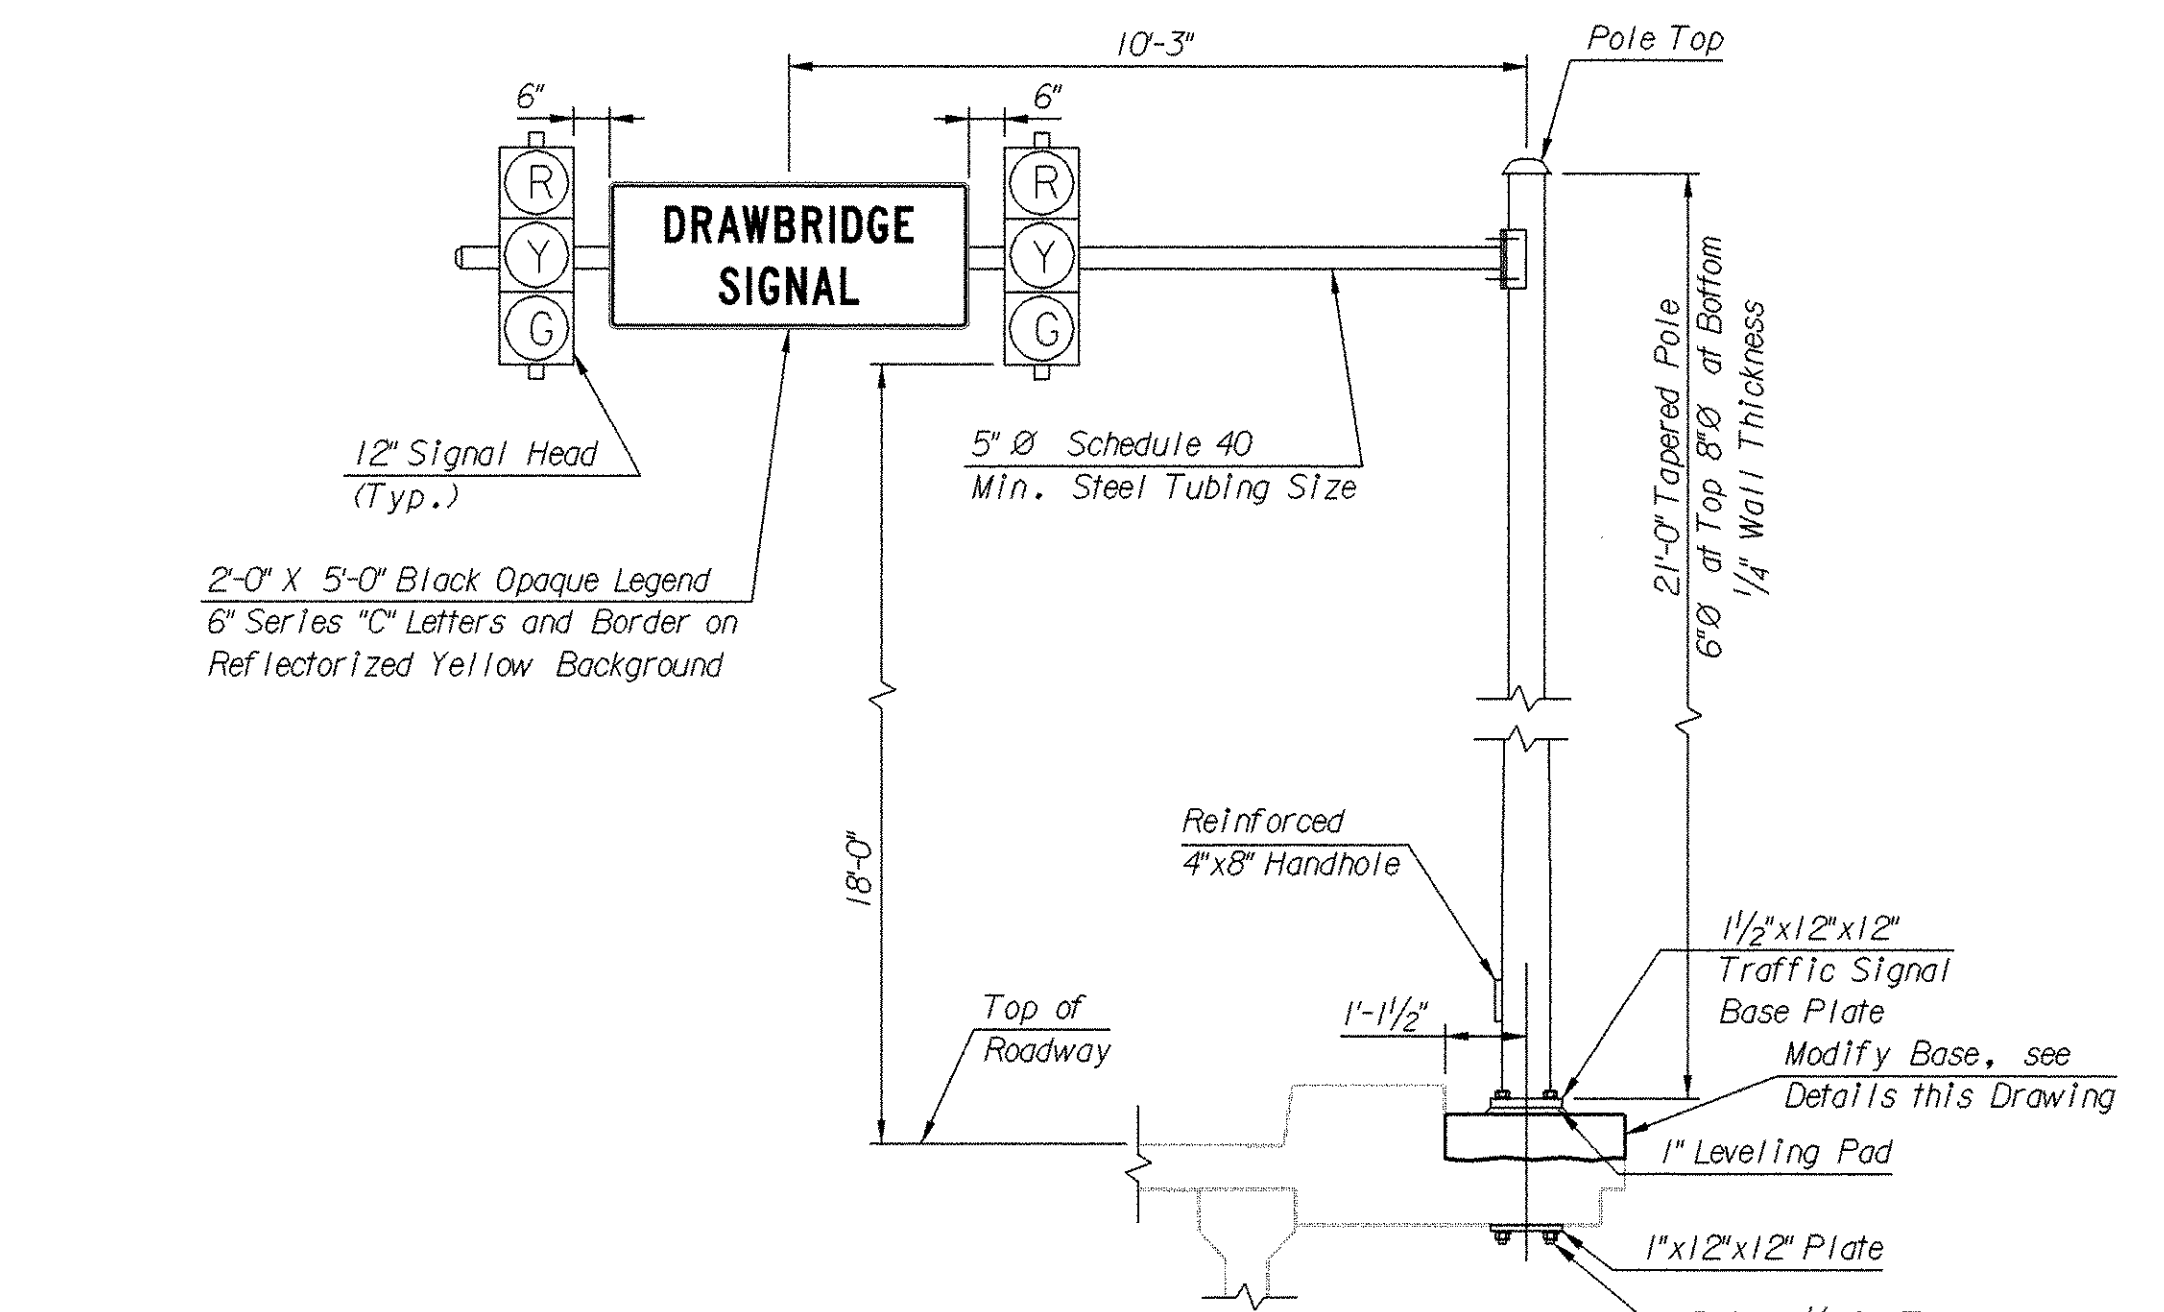 10'-3"
Pole Top
6"
6"
R
Y
G
DRAWBRIDGE
SIGNAL
R
Y
G
12" Signal Head
(Typ.)
5" Ø Schedule 40
Min. Steel Tubing Size
2'-0" X 5'-0" Black Opaque Legend
6" Series "C" Letters and Border on
Reflectorized Yellow Background
21'-0" Tapered Pole
6"Ø at Top 8"Ø at Bottom
1/4" Wall Thickness
18'-0"
Reinforced
4"x8" Handhole
1 1/2"x12"x12"
Traffic Signal
Base Plate
1'-1 1/2"
Top of
Roadway
Modify Base, see
Details this Drawing
1" Leveling Pad
1"x12"x12" Plate